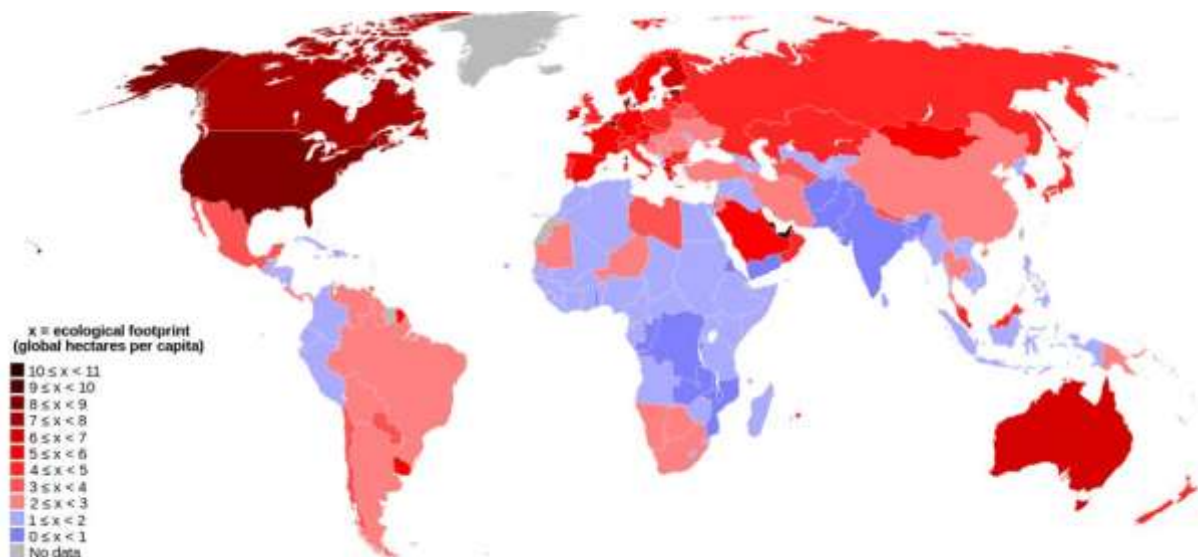 x = ecological footprint
(global hectares per capita)
10 ≤ x < 11
9 ≤ x < 10
8 ≤ x < 9
7 ≤ x < 8
6 ≤ x < 7
5 ≤ x < 6
4 ≤ x < 5
3 ≤ x < 4
2 ≤ x < 3
1 ≤ x < 2
0 ≤ x < 1
No data